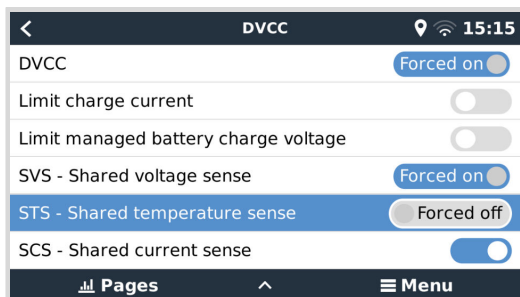 DVCC 15:15
DVCC Forced on
Limit charge current
Limit managed battery charge voltage
SVS - Shared voltage sense Forced on
STS - Shared temperature sense Forced off
SCS - Shared current sense
Pages Menu